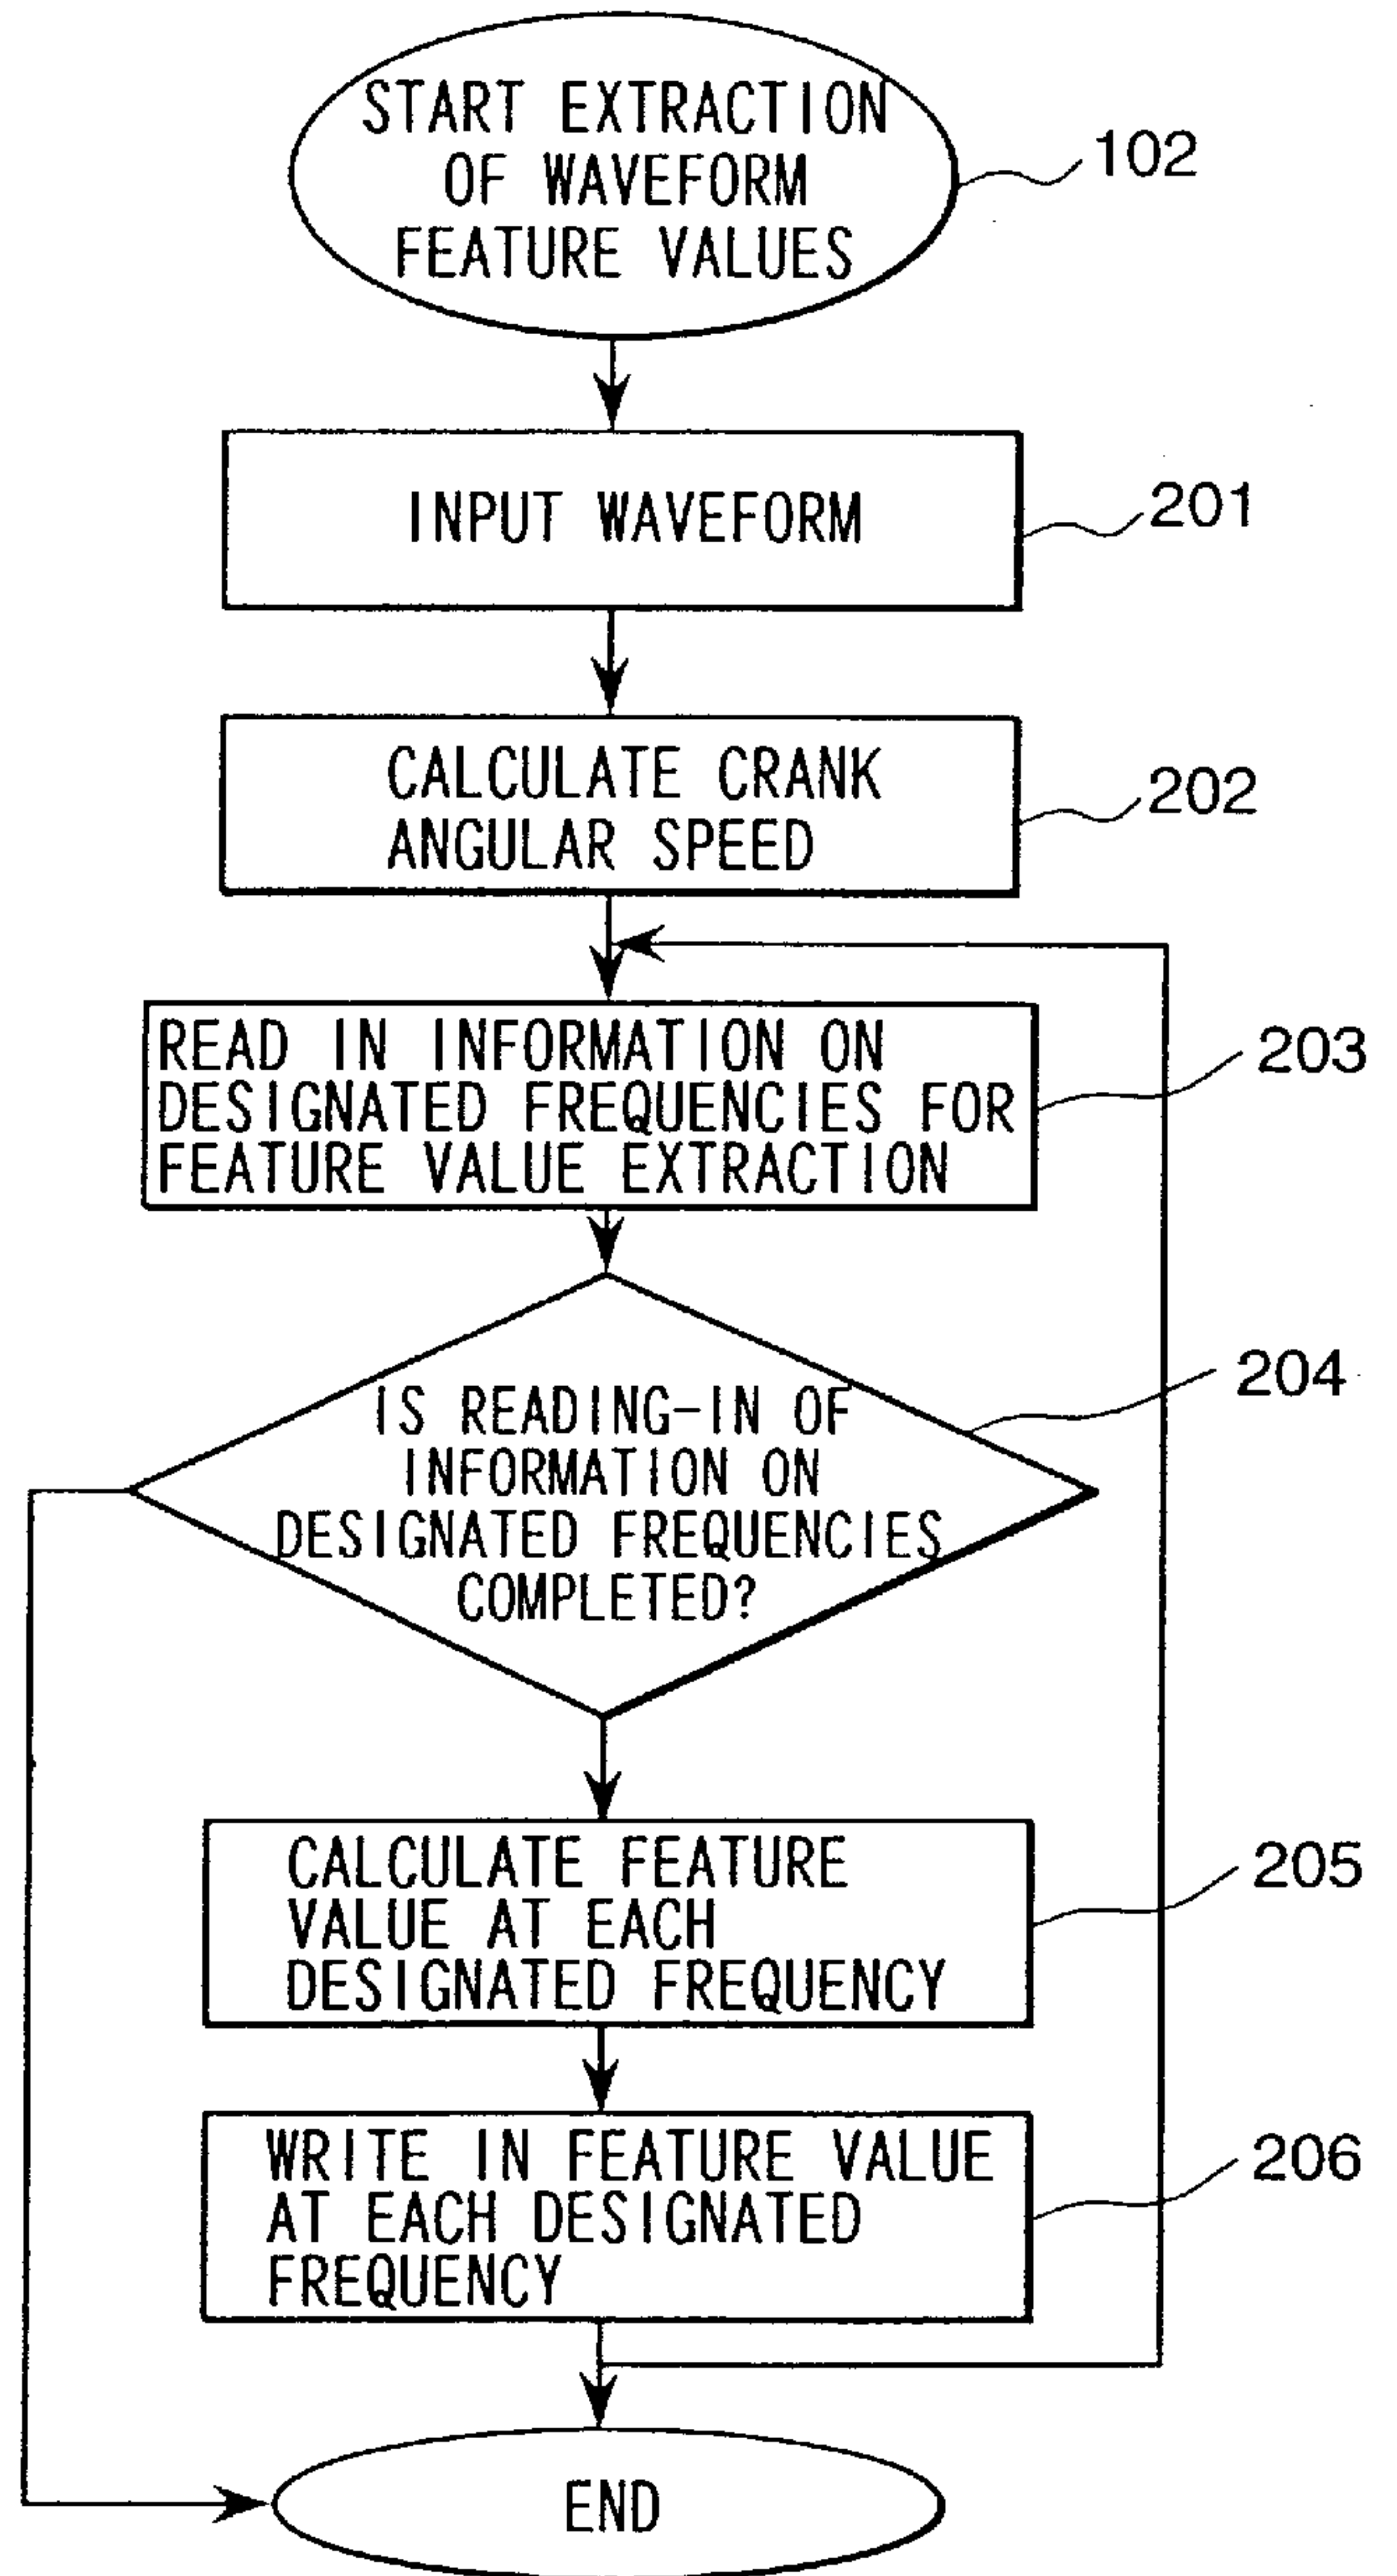 START EXTRACTION
OF WAVEFORM
FEATURE VALUES
102
INPUT WAVEFORM
201
CALCULATE CRANK
ANGULAR SPEED
202
READ IN INFORMATION ON
DESIGNATED FREQUENCIES FOR
FEATURE VALUE EXTRACTION
203
IS READING-IN OF
INFORMATION ON
DESIGNATED FREQUENCIES
COMPLETED?
204
CALCULATE FEATURE
VALUE AT EACH
DESIGNATED FREQUENCY
205
WRITE IN FEATURE VALUE
AT EACH DESIGNATED
FREQUENCY
206
END